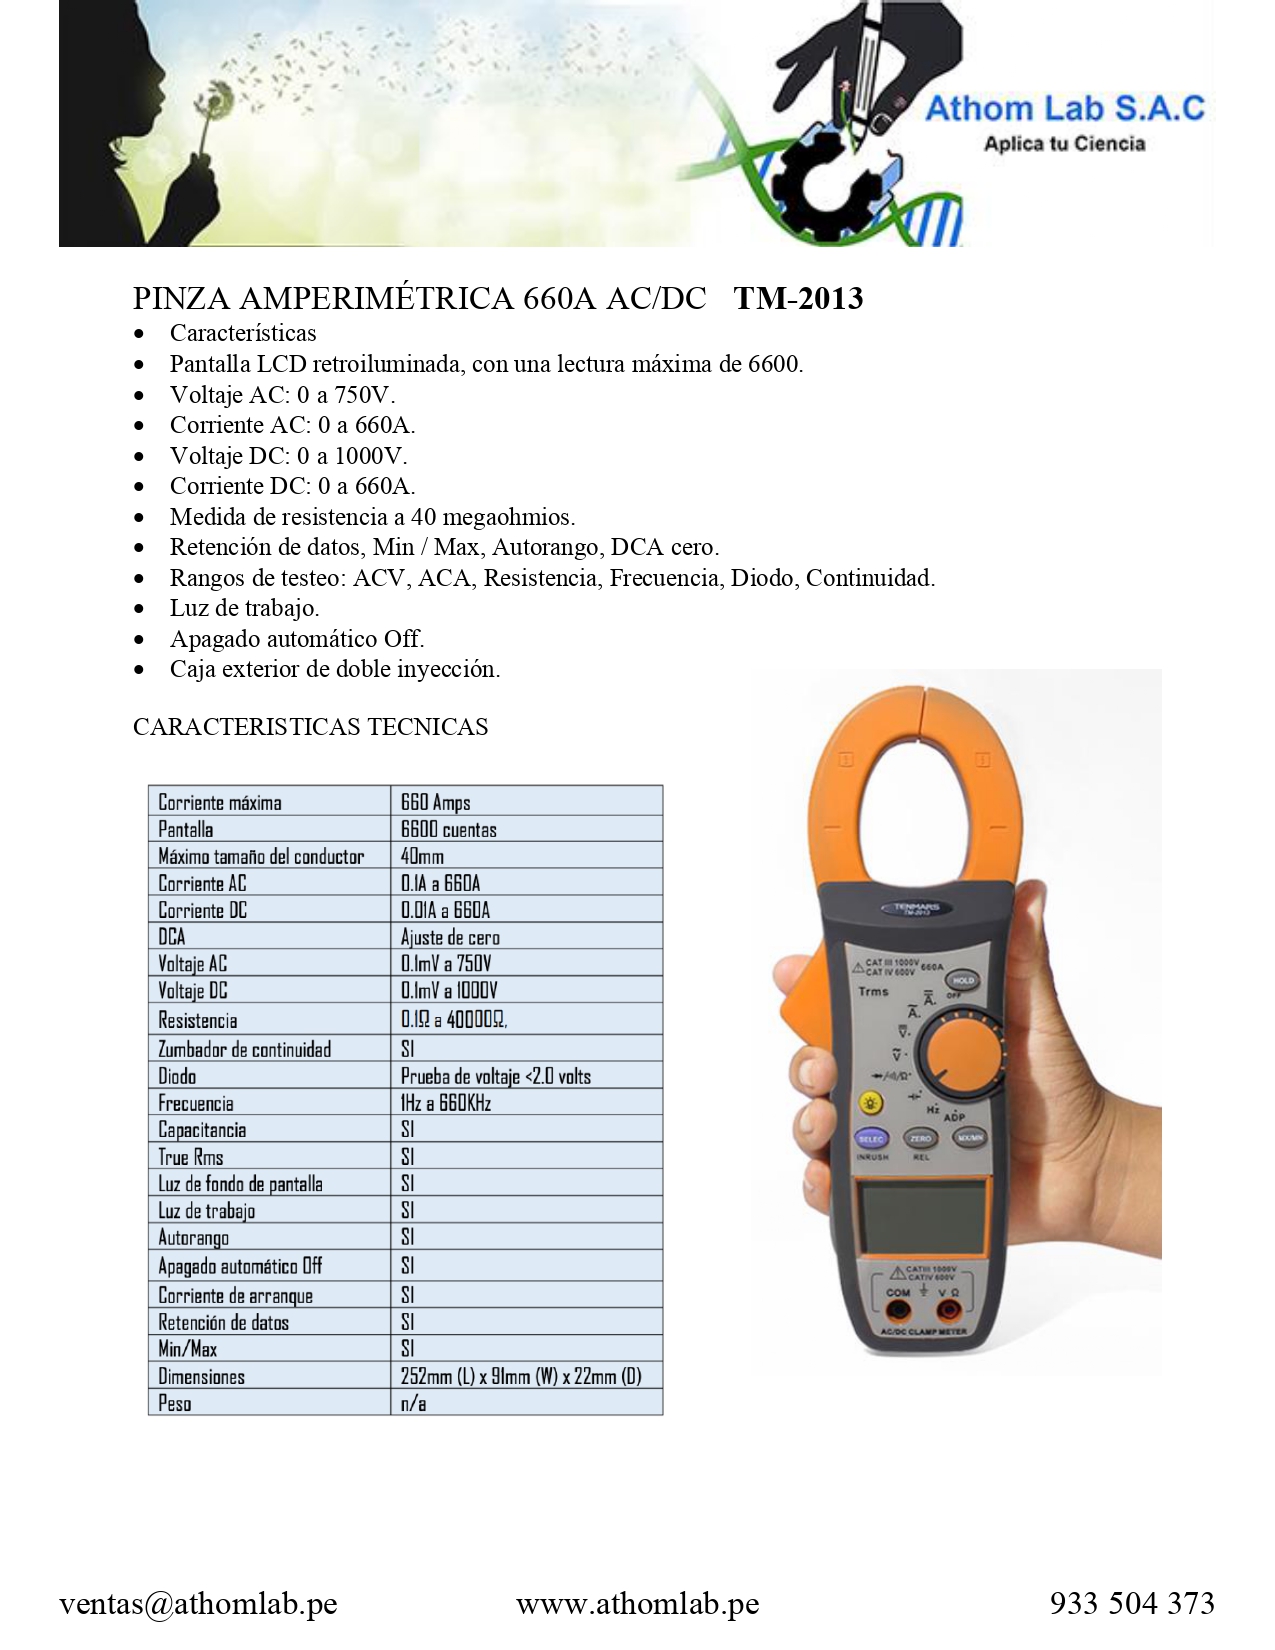 Athom Lab S.A.C
Aplica tu Ciencia
PINZA AMPERIMÉTRICA 660A AC/DC TM-2013
• Características
• Pantalla LCD retroiluminada, con una lectura máxima de 6600.
• Voltaje AC: 0 a 750V.
• Corriente AC: 0 a 660A.
• Voltaje DC: 0 a 1000V.
• Corriente DC: 0 a 660A.
• Medida de resistencia a 40 megaohmios.
• Retención de datos, Min / Max, Autorango, DCA cero.
• Rangos de testeo: ACV, ACA, Resistencia, Frecuencia, Diodo, Continuidad.
• Luz de trabajo.
• Apagado automático Off.
• Caja exterior de doble inyección.
CARACTERISTICAS TECNICAS
Corriente máxima 660 Amps
Pantalla 6600 cuentas
Máximo tamaño del conductor 40mm
Corriente AC 0.1A a 660A
Corriente DC 0.01A a 660A
DCA Ajuste de cero
Voltaje AC 0.1mV a 750V
Voltaje DC 0.1mV a 1000V
Resistencia 0.1Ω a 40000Ω,
Zumbador de continuidad SI
Diodo Prueba de voltaje <2.0 volts
Frecuencia 1Hz a 660KHz
Capacitancia SI
True Rms SI
Luz de fondo de pantalla SI
Luz de trabajo SI
Autorango SI
Apagado automático Off SI
Corriente de arranque SI
Retención de datos SI
Min/Max SI
Dimensiones 252mm (L) x 91mm (W) x 22mm (D)
Peso n/a
TENMARS
TM-2013
CAT III 1000V 660A
CAT IV 600V
HOLD
Trms
OFF
A
A
V
V
Ω
Hz
ADP
SELEC ZERO MX/MN
INRUSH REL
CAT III 1000V
CAT IV 600V
COM V Ω
AC/DC CLAMP METER
ventas@athomlab.pe www.athomlab.pe 933 504 373